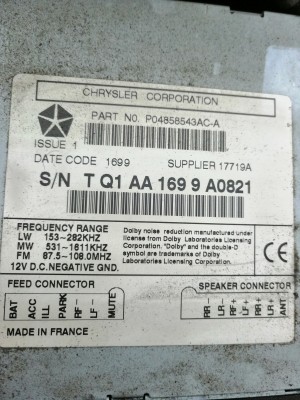 CHRYSLER CORPORATION
PART NO. P04858543AC-A
ISSUE 1
DATE CODE 1699 SUPPLIER 17719A
S/N T Q1 AA 169 9 A0821
FREQUENCY RANGE
LW 153-282KHZ
MW 531-1611KHZ
FM 87.5-108.0MHZ
12V D.C. NEGATIVE GND.
Dolby noise reduction manufactured under
license from Dolby Laboratories Licensing
Corporation. "Dolby" and the double-D
symbol are trademarks of Dolby
Laboratories Licensing Corporation.
FEED CONNECTOR
BAT ACC ILL PARK RF- LF- MUTE
SPEAKER CONNECTOR
RR- LR- RF+ LF+ RR+ LR+ ANT
MADE IN FRANCE
CE